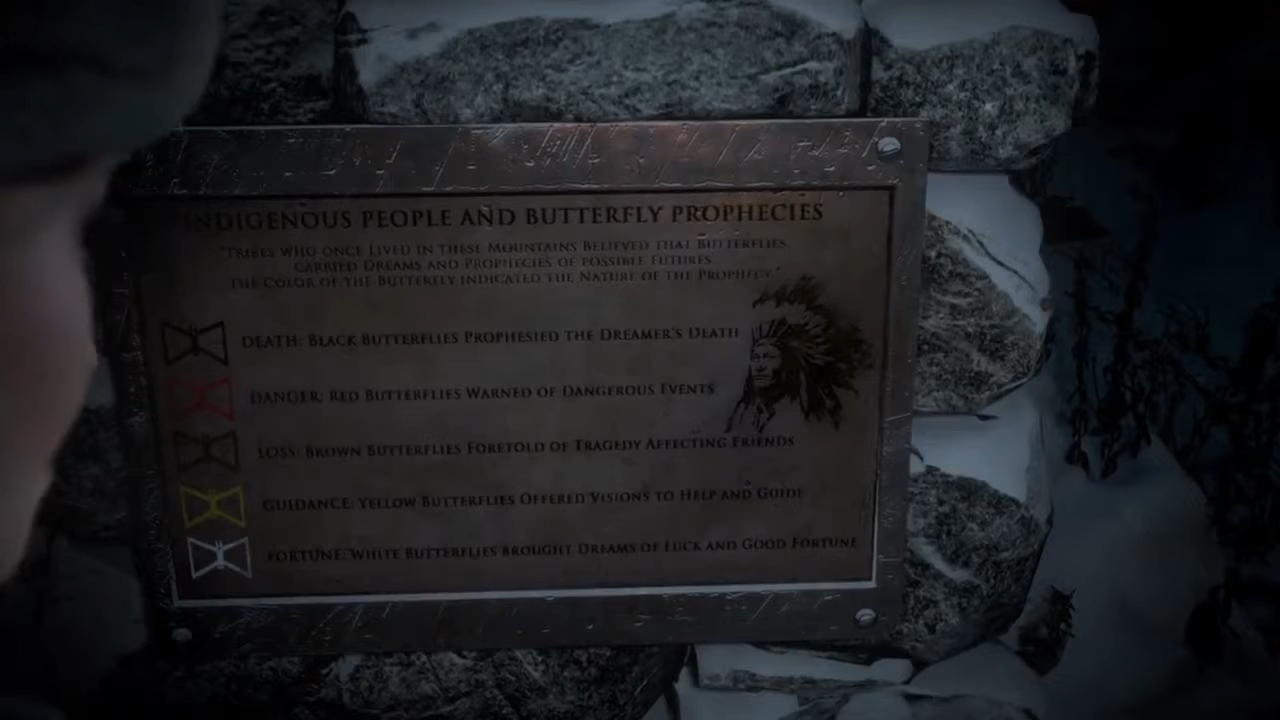 INDIGENOUS PEOPLE AND BUTTERFLY PROPHECIES
"TRIBES WHO ONCE LIVED IN THESE MOUNTAINS BELIEVED THAT BUTTERFLIES
CARRIED DREAMS AND PROPHECIES OF POSSIBLE FUTURES
THE COLOR OF THE BUTTERFLY INDICATED THE NATURE OF THE PROPHECY."
DEATH: BLACK BUTTERFLIES PROPHESIED THE DREAMER'S DEATH
DANGER: RED BUTTERFLIES WARNED OF DANGEROUS EVENTS
LOSS: BROWN BUTTERFLIES FORETOLD OF TRAGEDY AFFECTING FRIENDS
GUIDANCE: YELLOW BUTTERFLIES OFFERED VISIONS TO HELP AND GUIDE
FORTUNE: WHITE BUTTERFLIES BROUGHT DREAMS OF LUCK AND GOOD FORTUNE